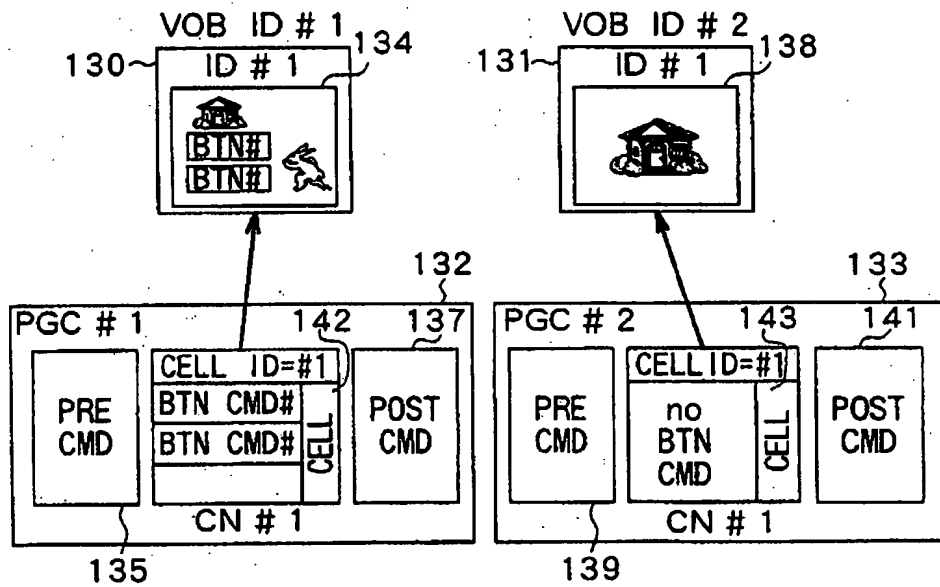 VOB ID # 1
VOB ID # 2
130
ID # 1
134
131
ID # 1
138
BTN#
BTN#
132
133
PGC # 1
142
137
PGC # 2
143
141
PRE
CMD
CELL ID=#1
BTN CMD#
BTN CMD#
CELL
POST
CMD
PRE
CMD
CELL ID=#1
no
BTN
CMD
CELL
POST
CMD
CN # 1
CN # 1
135
139